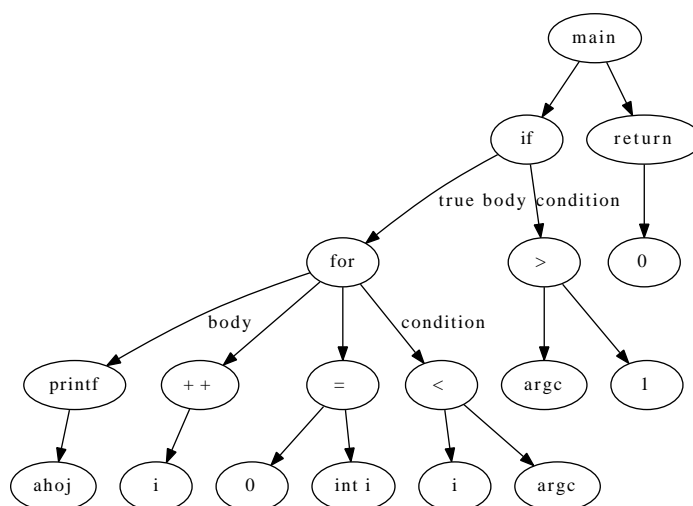 main
if return
true body condition
for > 0
body condition
printf ++ = < argc 1
ahoj i 0 int i i argc